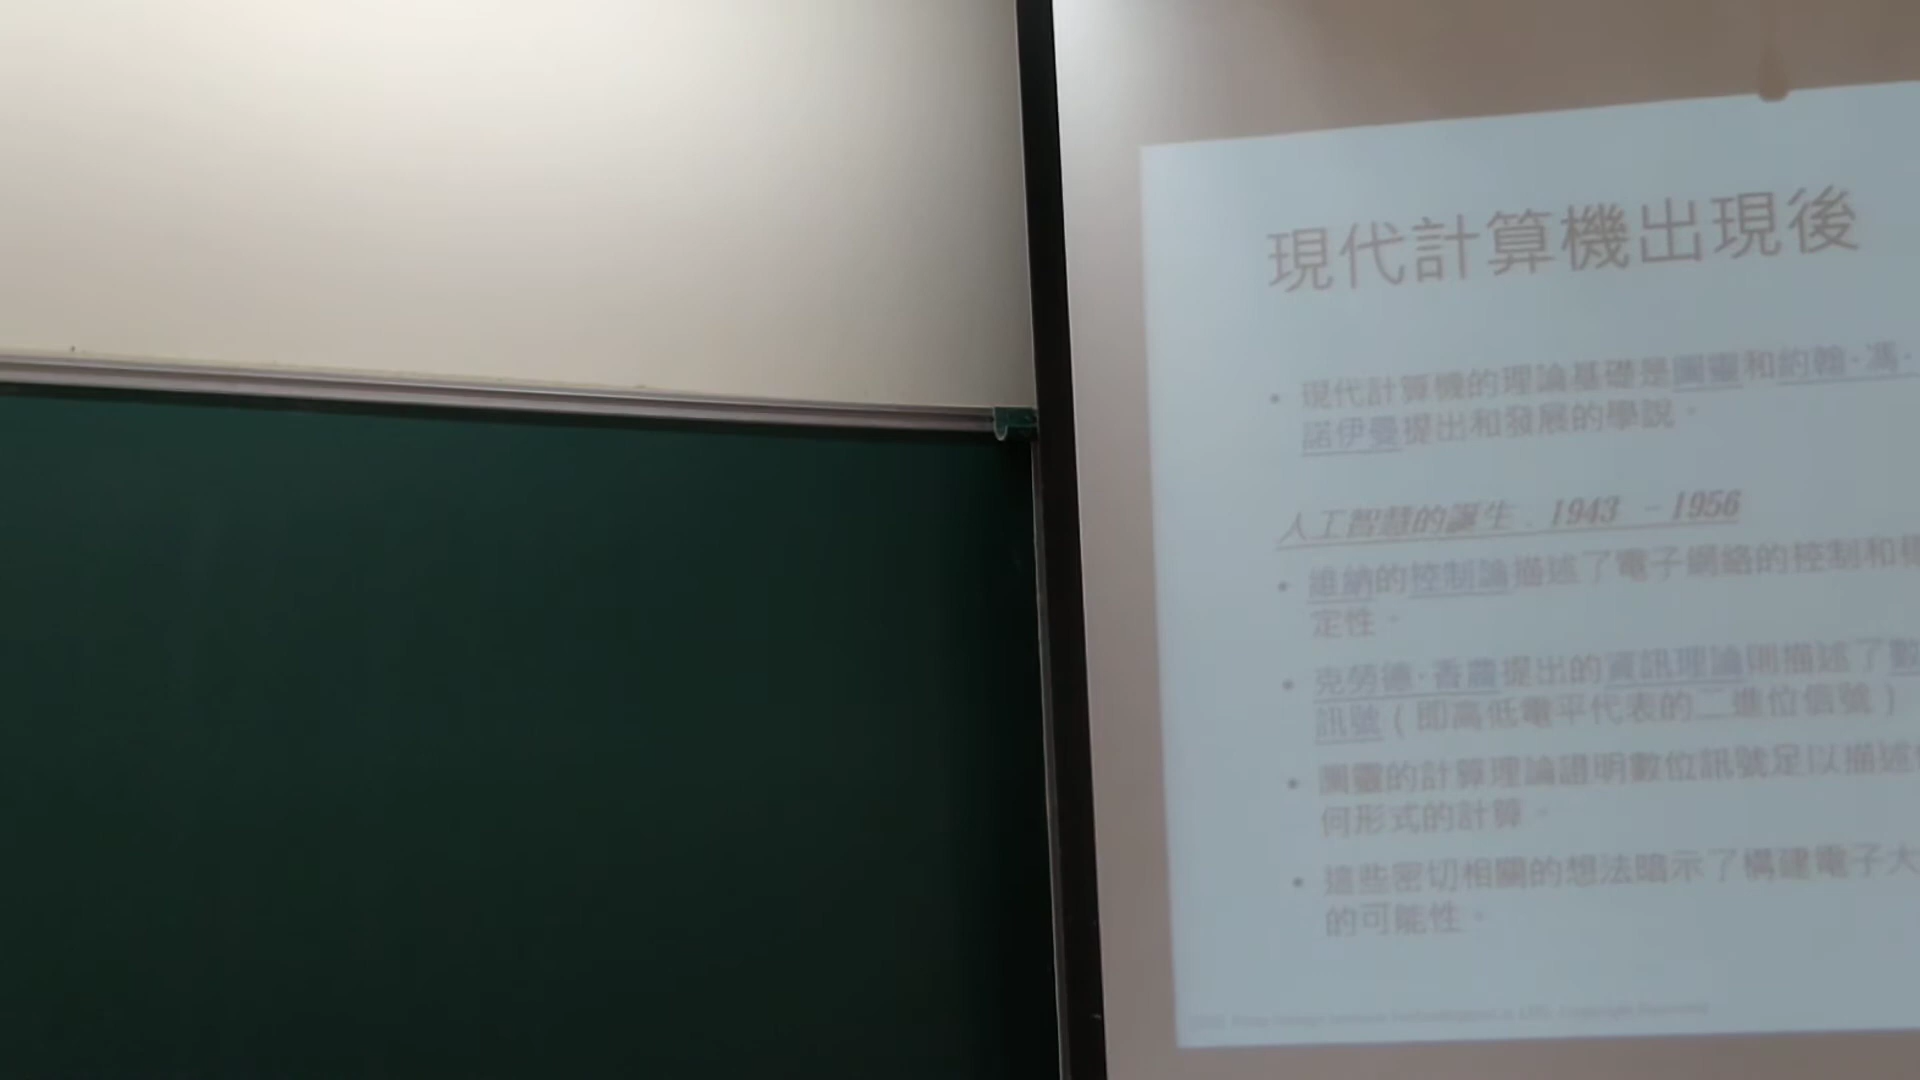 現代計算機出現後
• 現代計算機的理論基礎是圖靈和約翰·馮·
諾伊曼提出和發展的學說。
人工智慧的誕生 : 1943 - 1956
• 維納的控制論描述了電子網絡的控制和穩
定性。
• 克勞德·香農提出的資訊理論則描述了數
訊號(即高低電平代表的二進位信號)
• 圖靈的計算理論證明數位訊號足以描述
何形式的計算。
• 這些密切相關的想法暗示了構建電子大
的可能性。